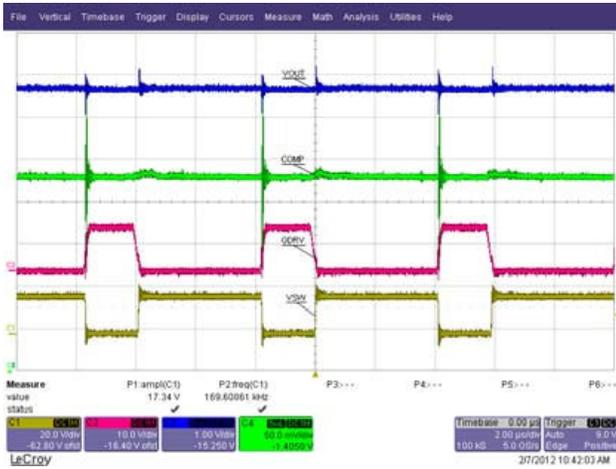 File Vertical Timebase Trigger Display Cursors Measure Math Analysis Utilities Help
VOUT
COMP
GDRV
VSW
Measure P1:ampl(C1) P2:freq(C1) P3:--- P4:--- P5:--- P6:---
value 17.34 V 169.60861 kHz
status
C1 C2 C4 Timebase 0.00 µs Trigger
20.0 V/div 10.0 V/div 1.00 V/div 50.0 mV/div 2.00 µs/div Auto 9.0 V
-62.80 V ofst -16.40 V ofst -15.250 V -1.4050 V 100 kS 5.0 GS/s Edge Positive
LeCroy 2/7/2012 10:42:03 AM